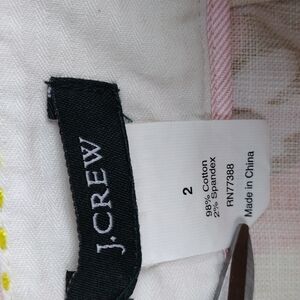 J.CREW
2
98% Cotton
2% Spandex
RN77388
Made in China